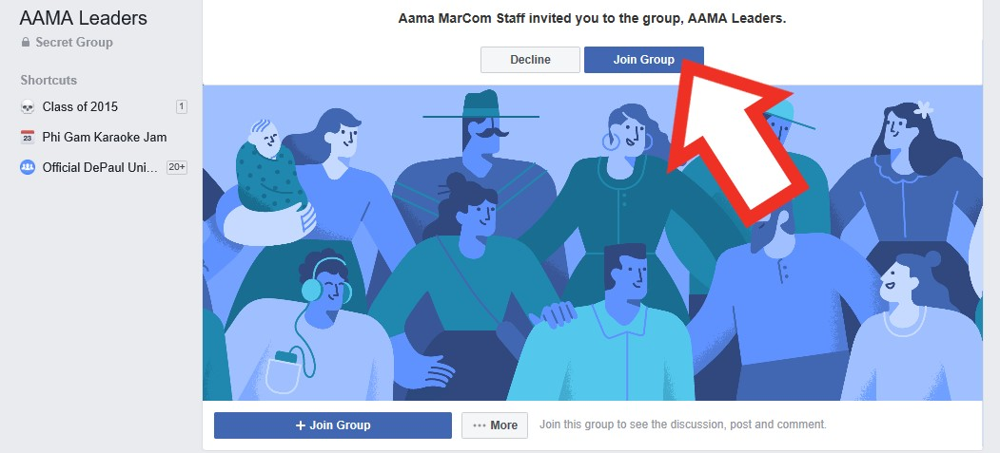 AAMA Leaders
Secret Group
Shortcuts
Class of 2015 1
23 Phi Gam Karaoke Jam
Official DePaul Uni... 20+
Aama MarCom Staff invited you to the group, AAMA Leaders.
Decline Join Group
+ Join Group ••• More Join this group to see the discussion, post and comment.